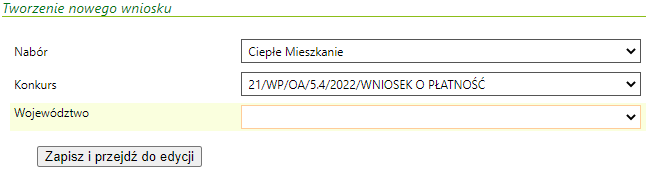 Tworzenie nowego wniosku
Nabór
Ciepłe Mieszkanie
Konkurs
21/WP/OA/5.4/2022/WNIOSEK O PŁATNOŚĆ
Województwo
Zapisz i przejdź do edycji